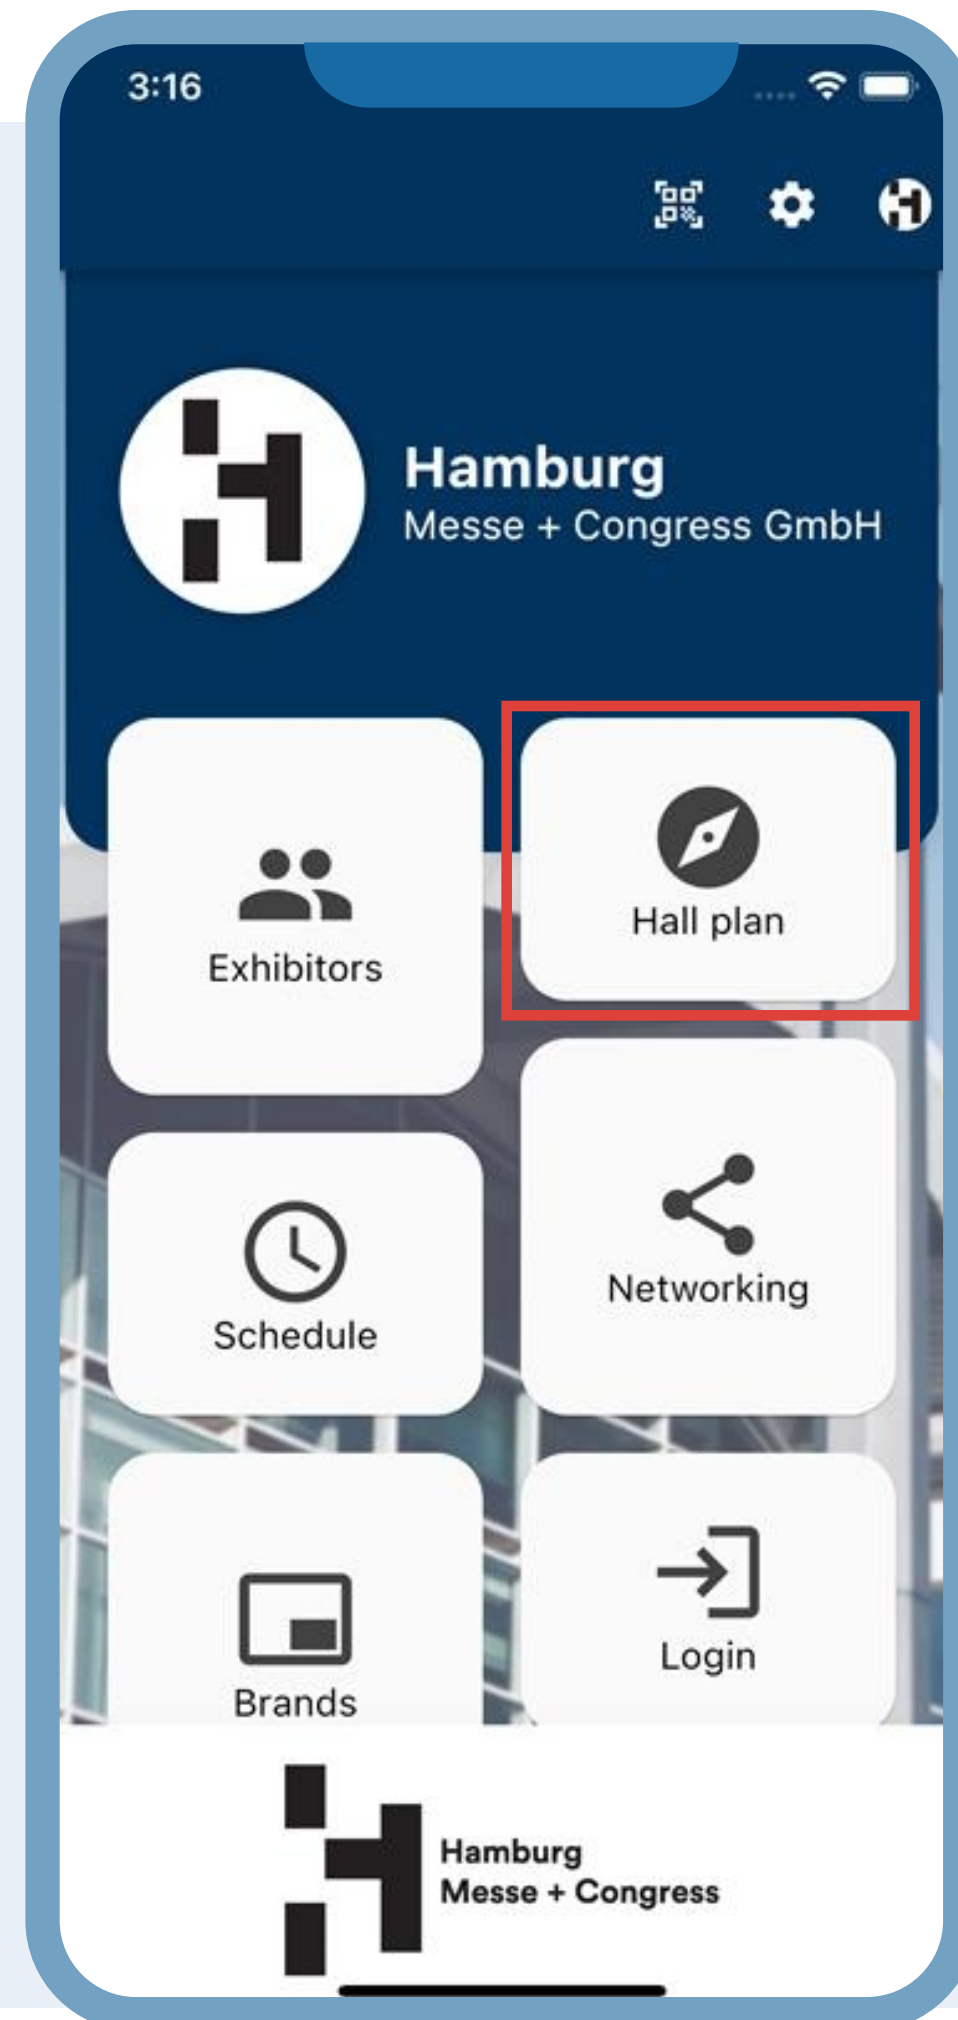 3:16
Hamburg
Messe + Congress GmbH
Exhibitors
Hall plan
Schedule
Networking
Brands
Login
Hamburg
Messe + Congress